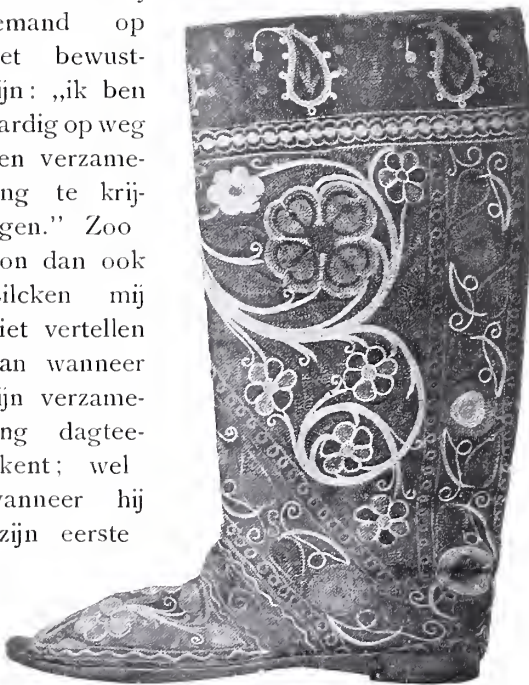 emand op
et bewust-
ijn: „ik ben
ardig op weg
en verzame-
ng te krij-
gen.” Zoo
on dan ook
ilcken mij
iet vertellen
an wanneer
ijn verzame-
ng dagtee-
kent; wel
vanneer hij
zijn eerste